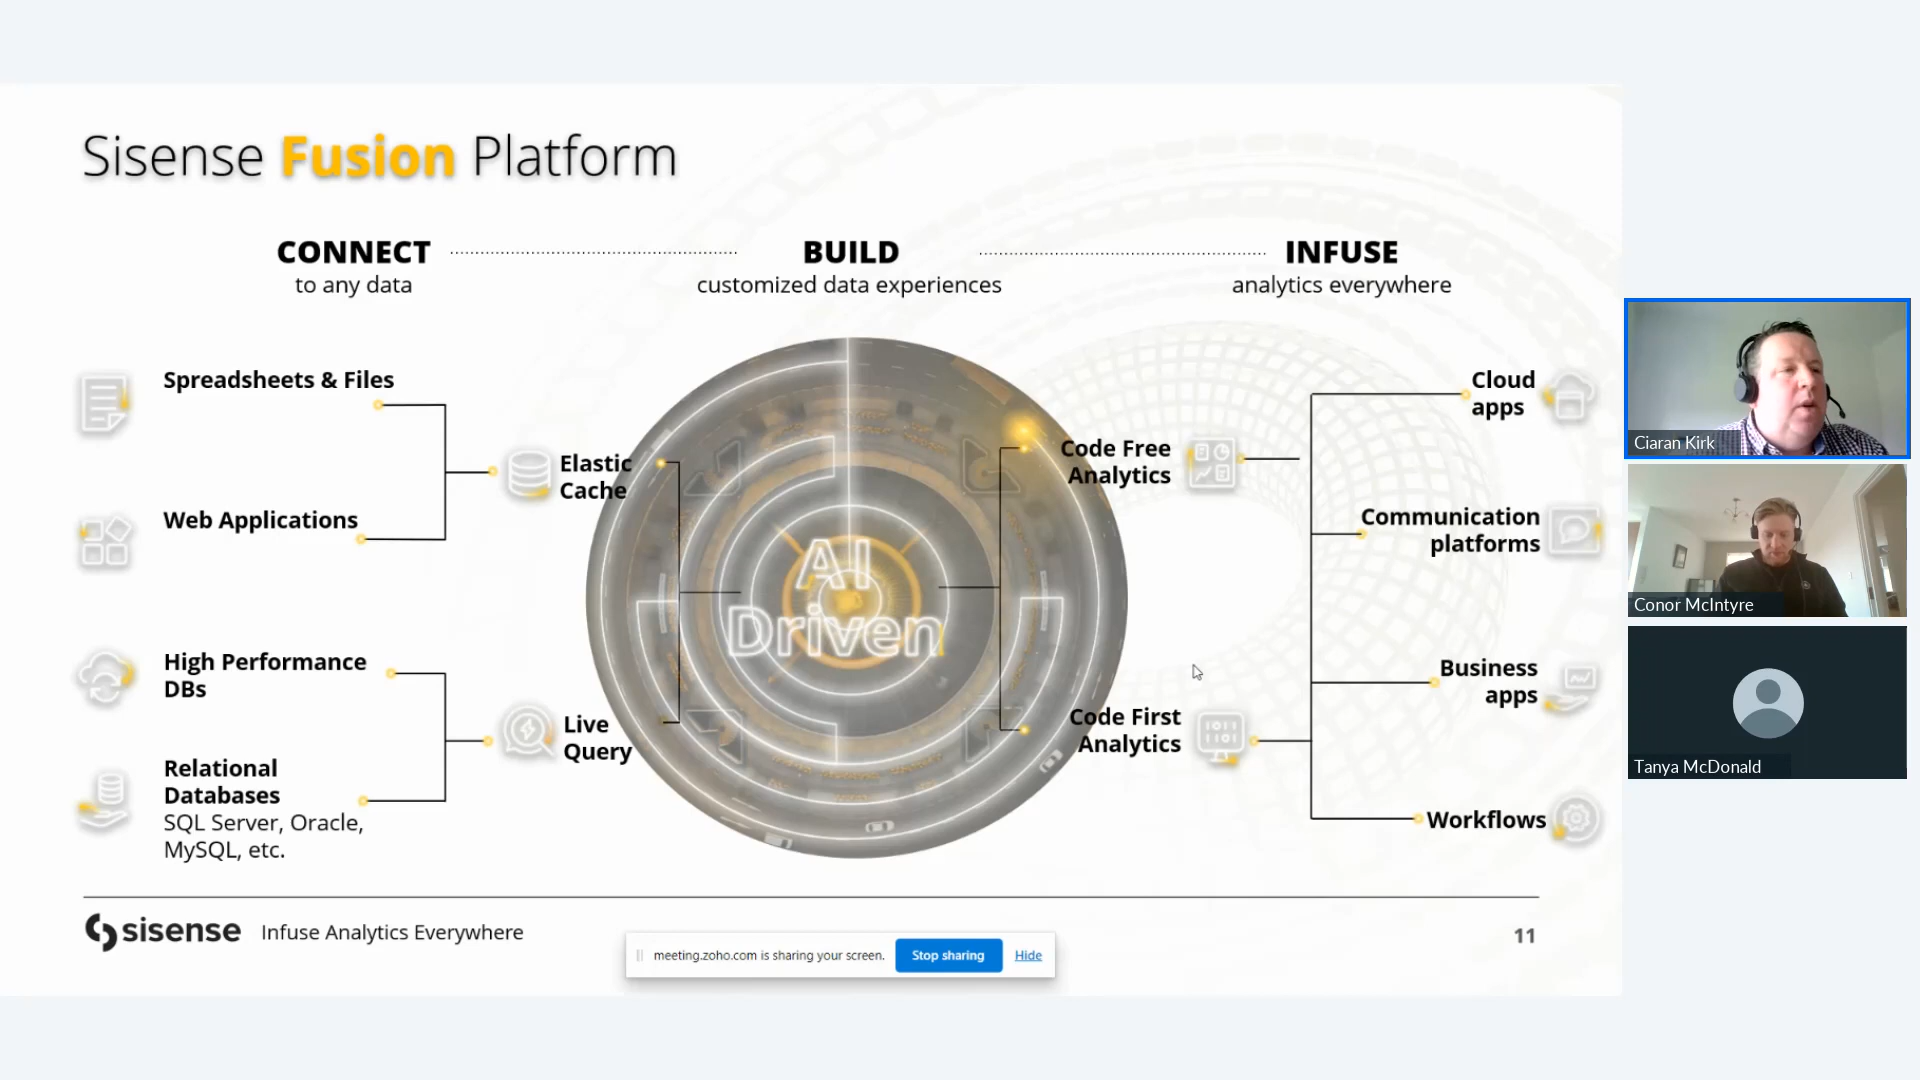 Sisense Fusion Platform
CONNECT
to any data
BUILD
customized data experiences
INFUSE
analytics everywhere
Spreadsheets & Files
Web Applications
High Performance
DBs
Relational
Databases
SQL Server, Oracle,
MySQL, etc.
Elastic
Cache
Live
Query
AI
Driven
Code Free
Analytics
Code First
Analytics
Cloud
apps
Communication
platforms
Business
apps
Workflows
sisense
Infuse Analytics Everywhere
11
meeting.zoho.com is sharing your screen.
Stop sharing
Hide
Ciaran Kirk
Conor McIntyre
Tanya McDonald